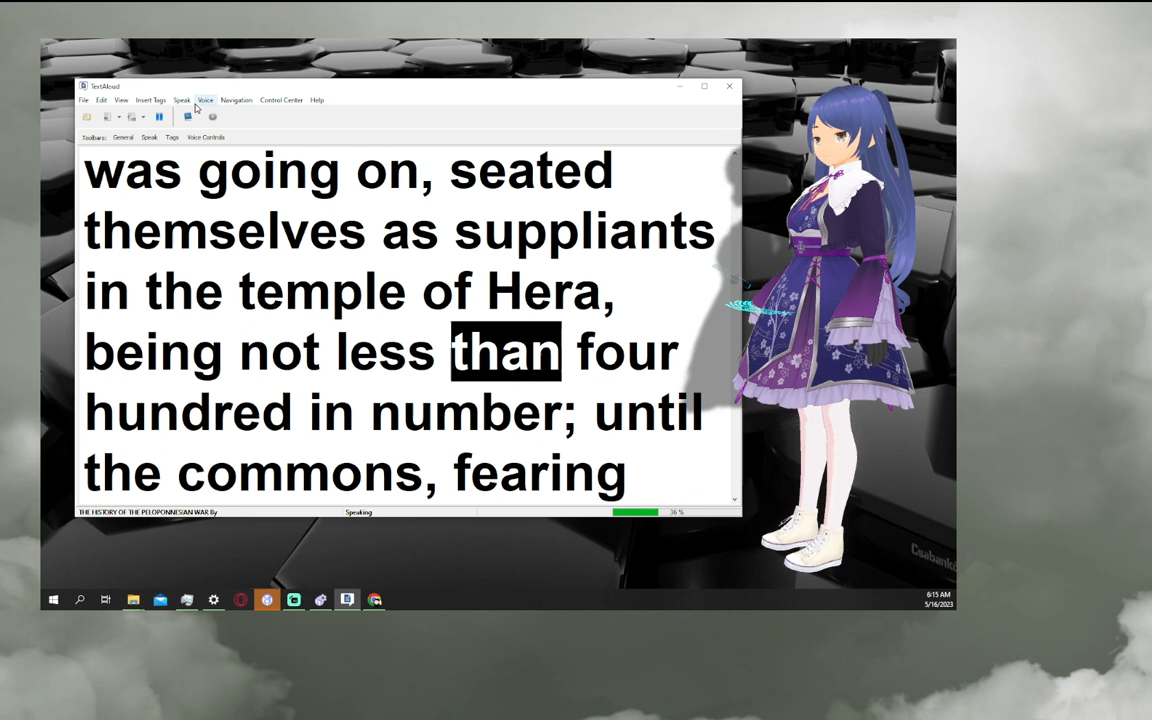 TextAloud
File Edit View Insert Tags Speak Voice Navigation Control Center Help
Toolbars: General Speak Tags Voice Controls
was going on, seated
themselves as suppliants
in the temple of Hera,
being not less than four
hundred in number; until
the commons, fearing
THE HISTORY OF THE PELOPONNESIAN WAR By Speaking 36 %
Csabank
6:15 AM
5/16/2023